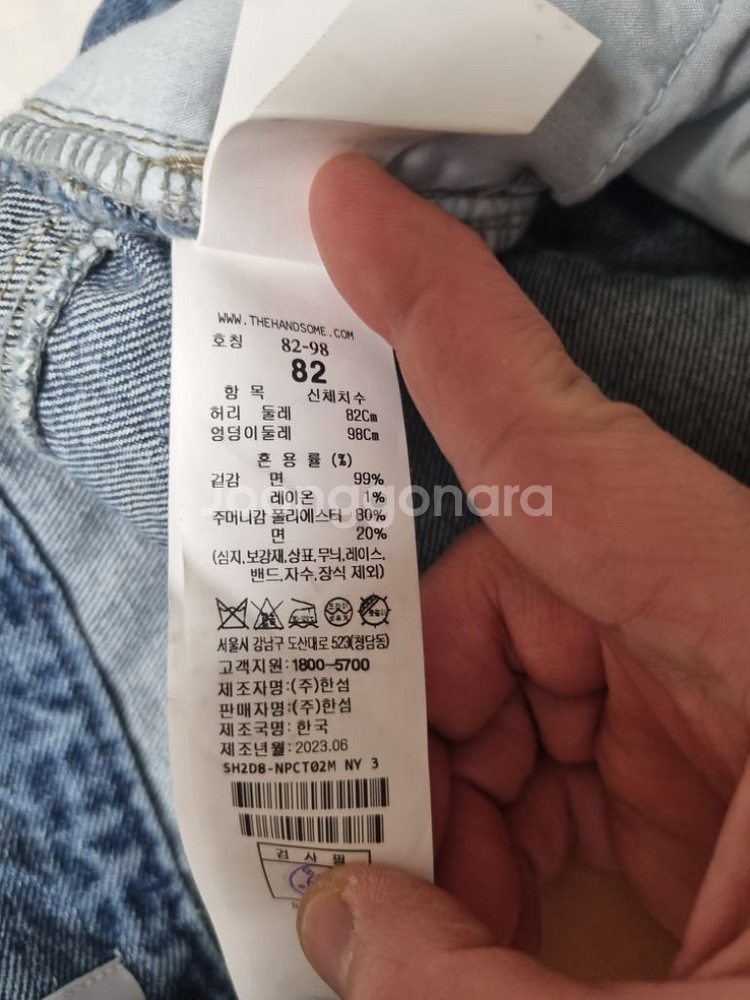 WWW.THEHANDSOME.COM
호칭 82-98
82
항 목 신체치수
허리 둘레 82Cm
엉덩이둘레 98Cm
혼 용 률 (%)
겉감 면 99%
레이온 1%
주머니감 폴리에스터 80%
면 20%
(심지,보강재,상표,무늬,레이스,
밴드,자수,장식 제외)
서울시 강남구 도산대로 523(청담동)
고객지원:1800-5700
제조자명:(주)한섬
판매자명:(주)한섬
제조국명:한국
제조년월:2023.06
SH2D8-NPCT02M NY 3
검 사 필
Joonggonara